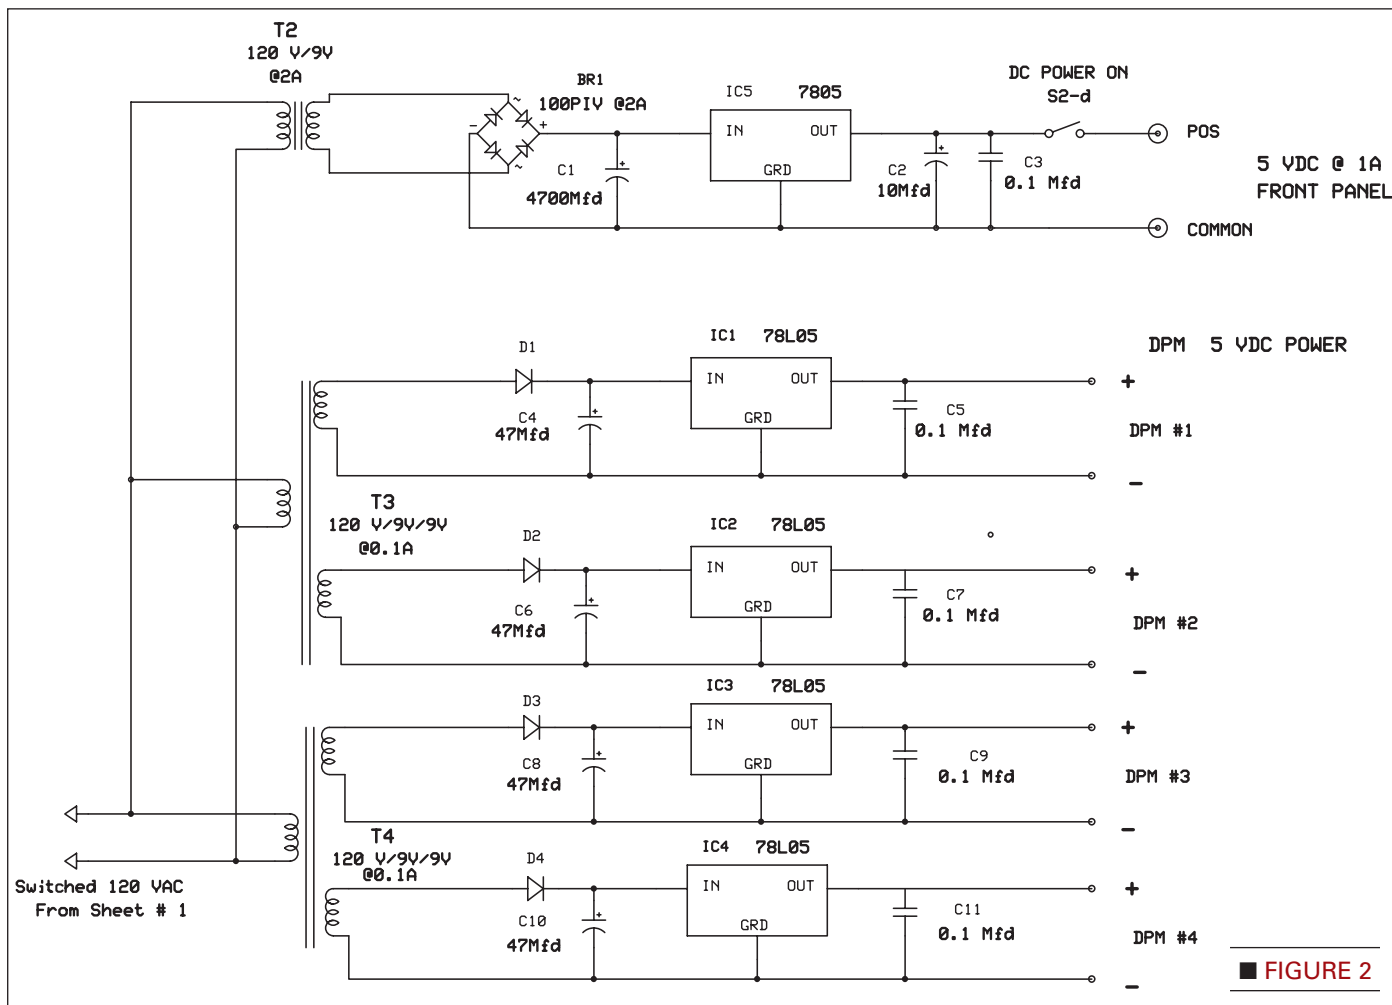 T2
120 V/9V
@2A
BR1
100PIV @2A
~
-
+
~
C1
4700Mfd
IC5 7805
IN OUT
GRD
C2
10Mfd
C3
0.1 Mfd
DC POWER ON
S2-d
POS
COMMON
5 VDC @ 1A
FRONT PANEL
DPM 5 VDC POWER
D1
C4
47Mfd
IC1 78L05
IN OUT
GRD
C5
0.1 Mfd
+
DPM #1
-
T3
120 V/9V/9V
@0.1A
D2
C6
47Mfd
IC2 78L05
IN OUT
GRD
C7
0.1 Mfd
+
DPM #2
-
D3
C8
47Mfd
IC3 78L05
IN OUT
GRD
C9
0.1 Mfd
+
DPM #3
-
T4
120 V/9V/9V
@0.1A
D4
C10
47Mfd
IC4 78L05
IN OUT
GRD
C11
0.1 Mfd
+
DPM #4
-
Switched 120 VAC
From Sheet # 1
■ FIGURE 2